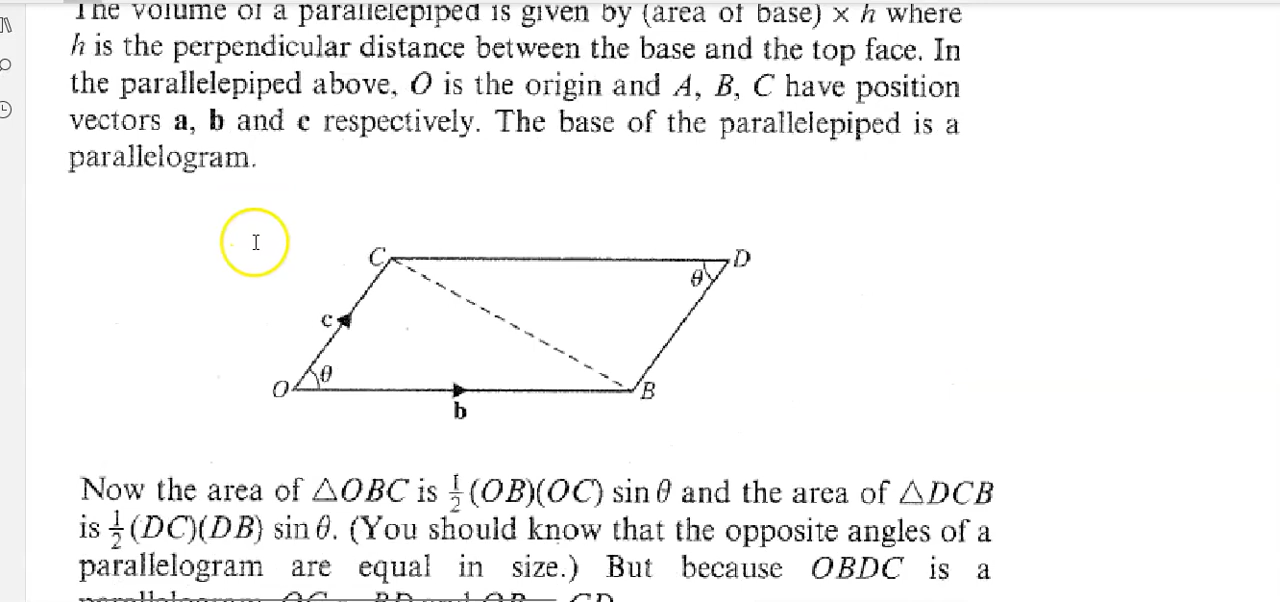 The volume of a parallelepiped is given by (area of base) × h where
h is the perpendicular distance between the base and the top face. In
the parallelepiped above, O is the origin and A, B, C have position
vectors a, b and c respectively. The base of the parallelepiped is a
parallelogram.
C
D
θ
c
θ
O
B
b
Now the area of △OBC is ½(OB)(OC) sin θ and the area of △DCB
is ½(DC)(DB) sin θ. (You should know that the opposite angles of a
parallelogram are equal in size.) But because OBDC is a